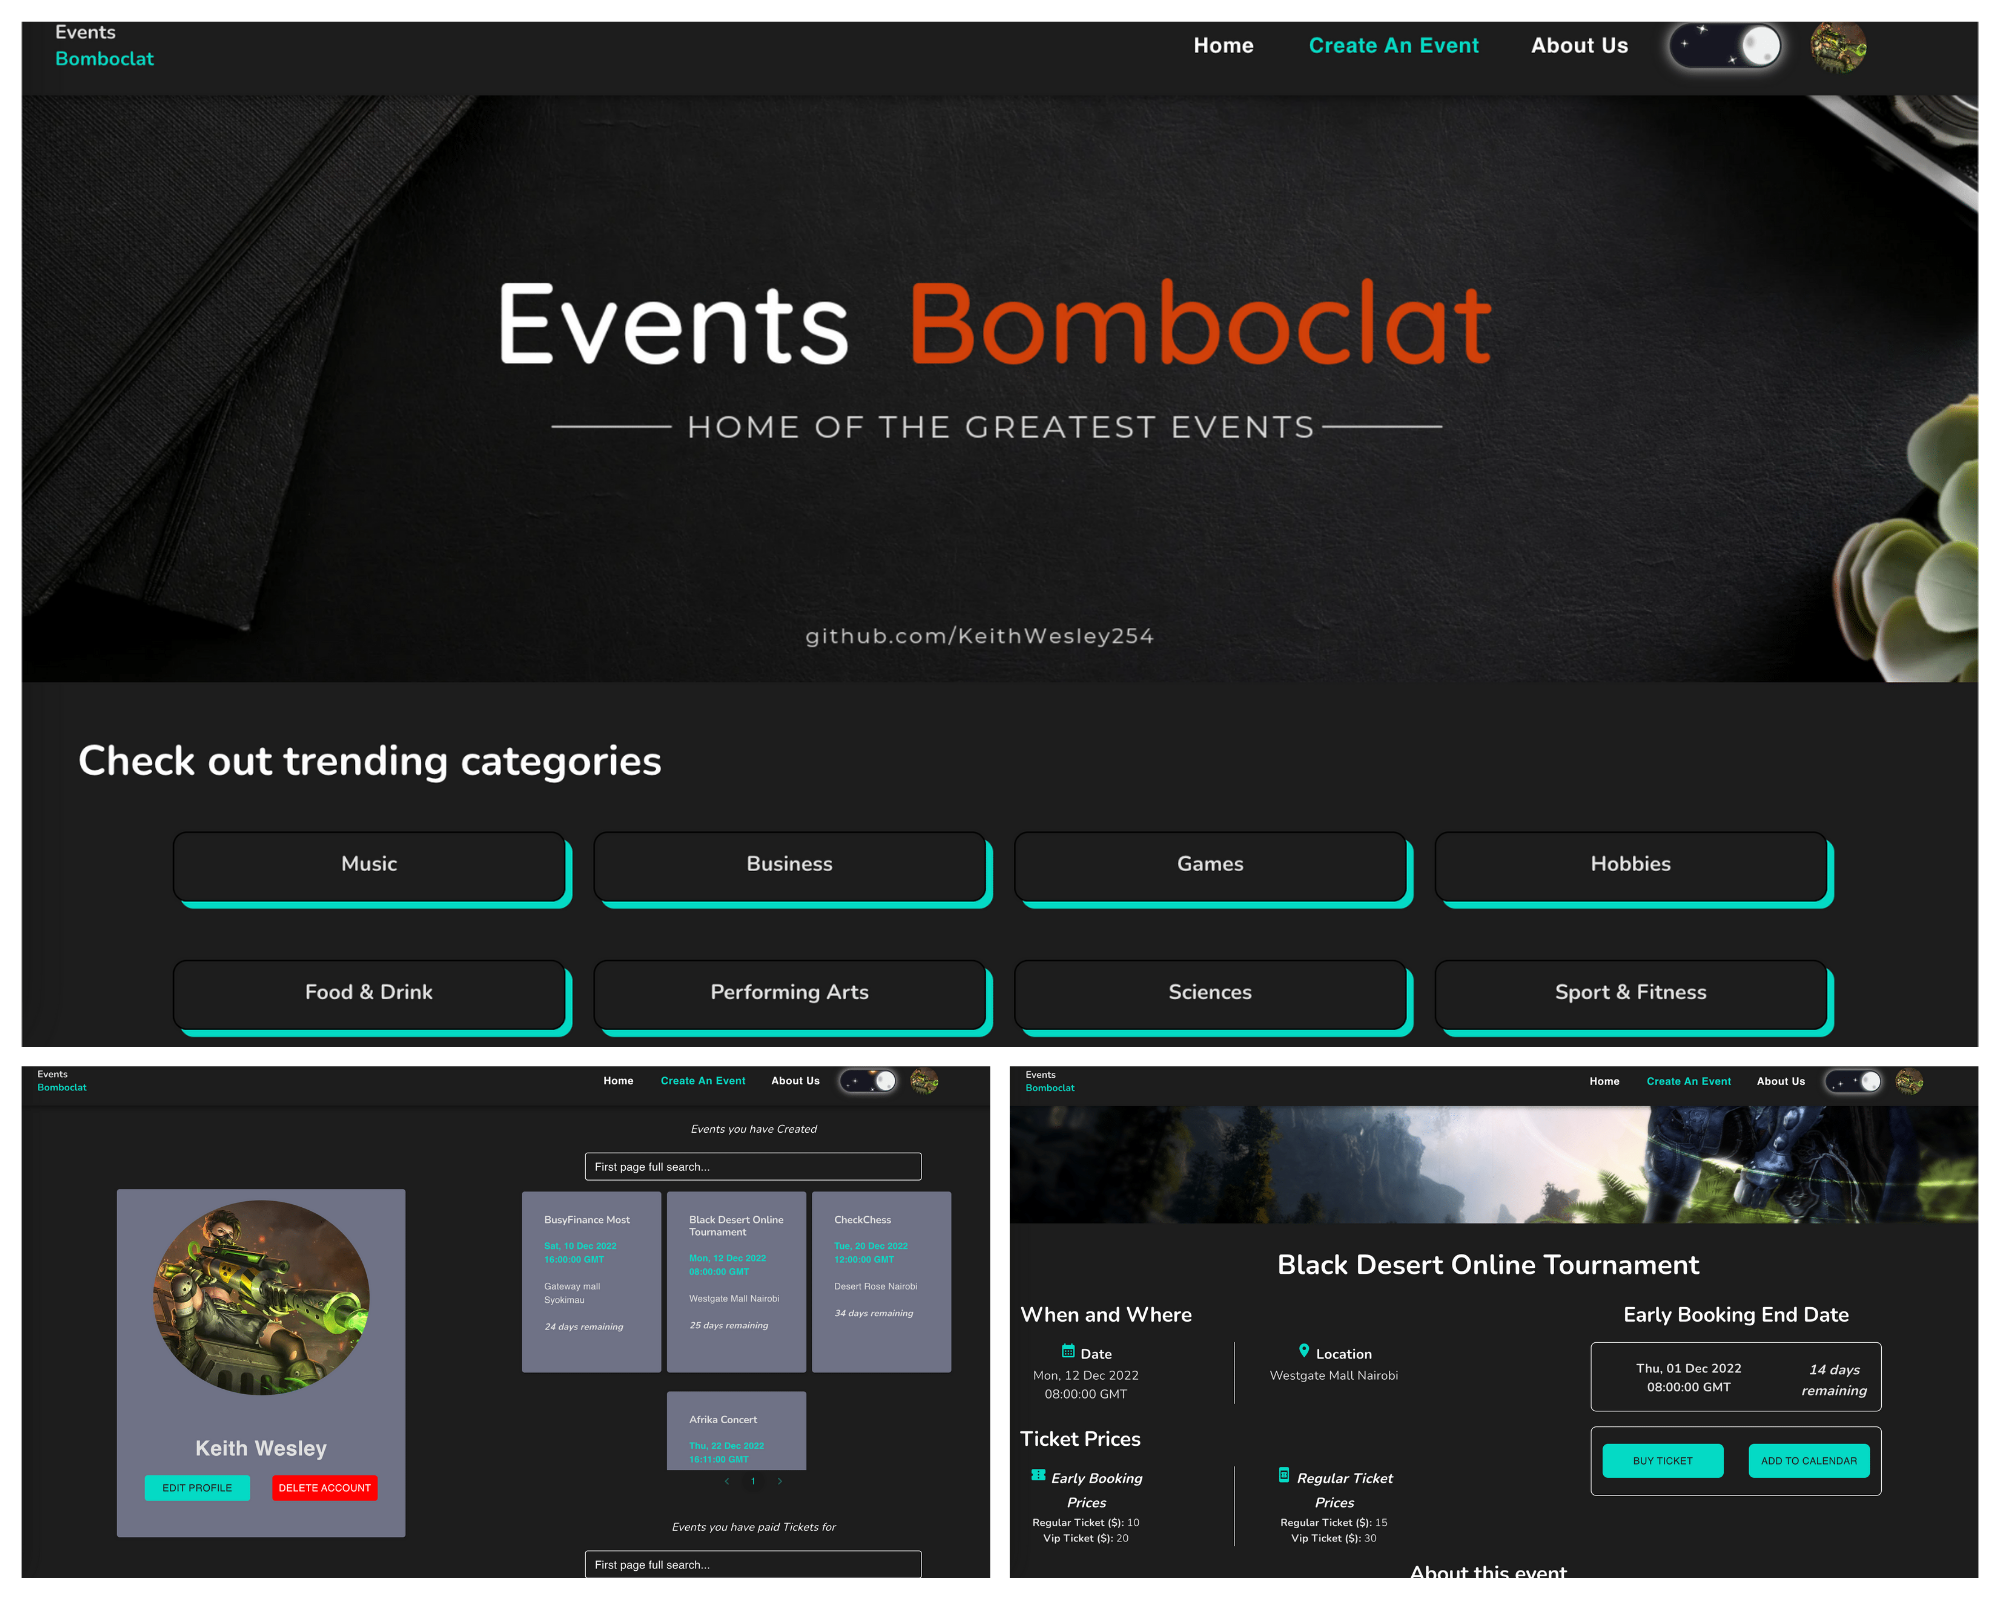 Events
Bomboclat
Home Create An Event About Us
Events Bomboclat
HOME OF THE GREATEST EVENTS
github.com/KeithWesley254
Check out trending categories
Music Business Games Hobbies
Food & Drink Performing Arts Sciences Sport & Fitness
Events
Bomboclat
Home Create An Event About Us
Keith Wesley
EDIT PROFILE DELETE ACCOUNT
Events you have Created
First page full search...
BusyFinance Most
Sat, 10 Dec 2022
16:00:00 GMT
Gateway mall
Syokimau
24 days remaining
Black Desert Online
Tournament
Mon, 12 Dec 2022
08:00:00 GMT
Westgate Mall Nairobi
25 days remaining
CheckChess
Tue, 20 Dec 2022
12:00:00 GMT
Desert Rose Nairobi
34 days remaining
Afrika Concert
Thu, 22 Dec 2022
16:11:00 GMT
1
Events you have paid Tickets for
First page full search...
Events
Bomboclat
Home Create An Event About Us
Black Desert Online Tournament
When and Where
Date
Mon, 12 Dec 2022
08:00:00 GMT
Location
Westgate Mall Nairobi
Ticket Prices
Early Booking
Prices
Regular Ticket ($): 10
Vip Ticket ($): 20
Regular Ticket
Prices
Regular Ticket ($): 15
Vip Ticket ($): 30
Early Booking End Date
Thu, 01 Dec 2022
08:00:00 GMT
14 days
remaining
BUY TICKET ADD TO CALENDAR
About this event